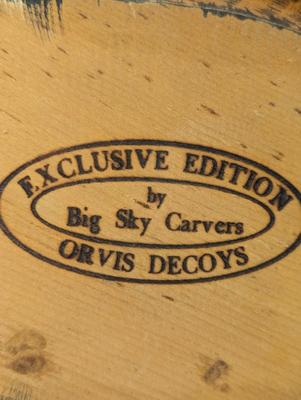 EXCLUSIVE EDITION
by
Big Sky Carvers
ORVIS DECOYS